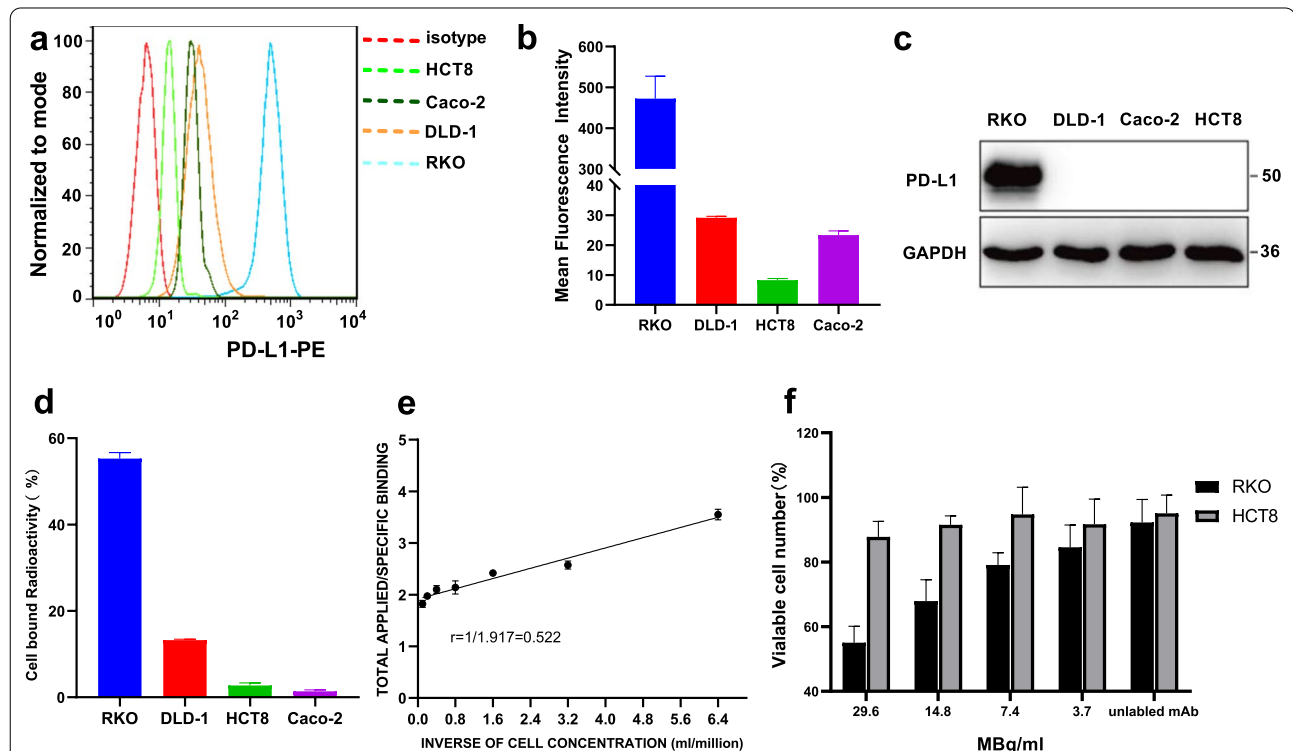 a
Normalized to mode
100
80
60
40
20
0
10^0 10^1 10^2 10^3 10^4
PD-L1-PE
isotype
HCT8
Caco-2
DLD-1
RKO
b
Mean Fluorescence Intensity
600
500
400
300
40
30
20
10
0
RKO DLD-1 HCT8 Caco-2
c
RKO DLD-1 Caco-2 HCT8
PD-L1
50
GAPDH
36
d
Cell bound Radioactivity ( %)
60
40
20
0
RKO DLD-1 HCT8 Caco-2
e
TOTAL APPLIED/SPECIFIC BINDING
5
4
3
2
1
0
r=1/1.917=0.522
0.0 0.8 1.6 2.4 3.2 4.0 4.8 5.6 6.4
INVERSE OF CELL CONCENTRATION (ml/million)
f
Vialable cell number(%)
120
100
80
60
40
29.6 14.8 7.4 3.7 unlabled mAb
MBq/ml
RKO
HCT8